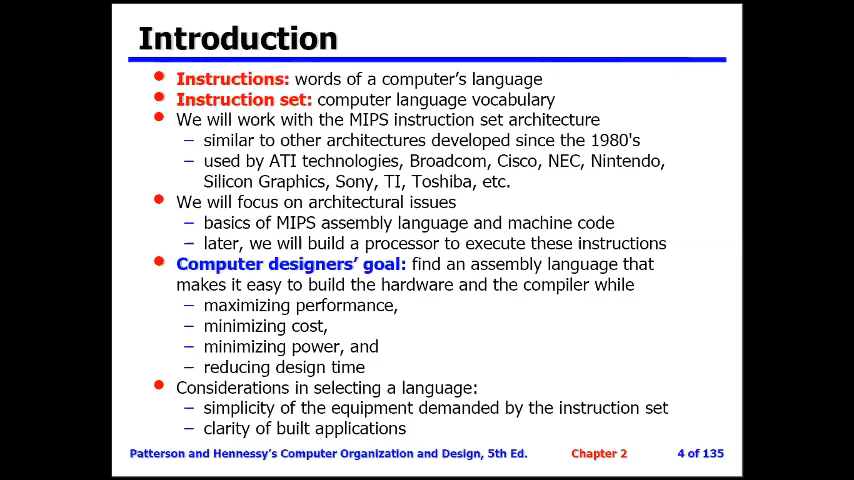 Introduction
• Instructions: words of a computer's language
• Instruction set: computer language vocabulary
• We will work with the MIPS instruction set architecture
– similar to other architectures developed since the 1980's
– used by ATI technologies, Broadcom, Cisco, NEC, Nintendo,
Silicon Graphics, Sony, TI, Toshiba, etc.
• We will focus on architectural issues
– basics of MIPS assembly language and machine code
– later, we will build a processor to execute these instructions
• Computer designers' goal: find an assembly language that
makes it easy to build the hardware and the compiler while
– maximizing performance,
– minimizing cost,
– minimizing power, and
– reducing design time
• Considerations in selecting a language:
– simplicity of the equipment demanded by the instruction set
– clarity of built applications
Patterson and Hennessy's Computer Organization and Design, 5th Ed. Chapter 2 4 of 135